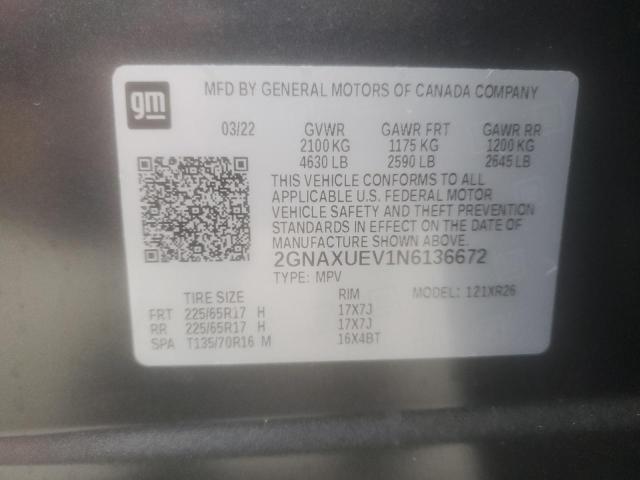 gm
MFD BY GENERAL MOTORS OF CANADA COMPANY
03/22 GVWR GAWR FRT GAWR RR
2100 KG 1175 KG 1200 KG
4630 LB 2590 LB 2645 LB
THIS VEHICLE CONFORMS TO ALL
APPLICABLE U.S. FEDERAL MOTOR
VEHICLE SAFETY AND THEFT PREVENTION
STANDARDS IN EFFECT ON THE DATE OF
MANUFACTURE SHOWN ABOVE.
2GNAXUEV1N6136672
TYPE: MPV
TIRE SIZE RIM MODEL: 121XR26
FRT 225/65R17 H 17X7J
RR 225/65R17 H 17X7J
SPA T135/70R16 M 16X4BT